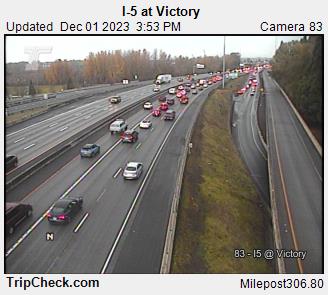 I-5 at Victory
Updated Dec 01 2023 3:53 PM Camera 83
N
83 - I5 @ Victory
TripCheck.com Milepost306.80